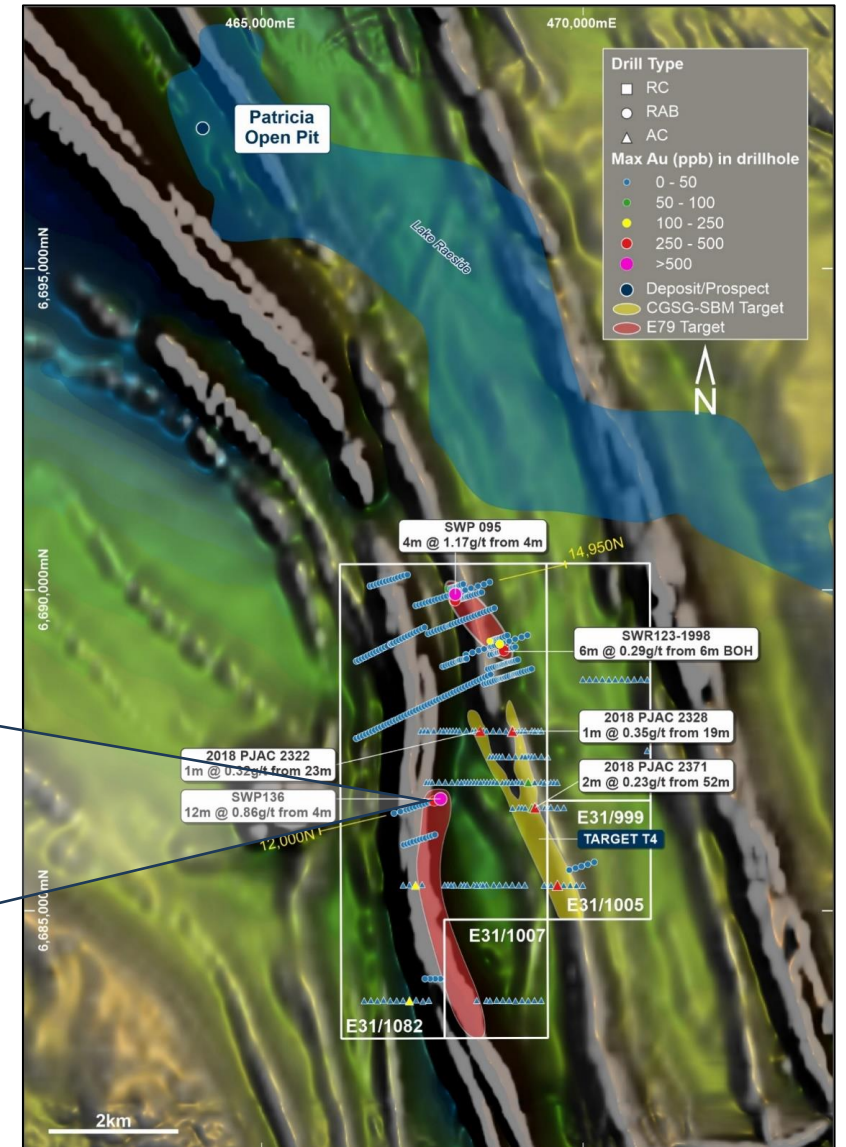 465,000mE
470,000mE
Patricia
Open Pit
Drill Type
RC
RAB
AC
Max Au (ppb) in drillhole
0 - 50
50 - 100
100 - 250
250 - 500
>500
Deposit/Prospect
CGSG-SBM Target
E79 Target
N
Lake Raeside
6,695,000mN
SWP 095
4m @ 1.17g/t from 4m
14,950N
6,690,000mN
SWR123-1998
6m @ 0.29g/t from 6m BOH
2018 PJAC 2328
1m @ 0.35g/t from 19m
2018 PJAC 2322
1m @ 0.32g/t from 23m
2018 PJAC 2371
2m @ 0.23g/t from 52m
SWP136
12m @ 0.86g/t from 4m
E31/999
12,000N
TARGET T4
6,685,000mN
E31/1005
E31/1007
E31/1082
2km